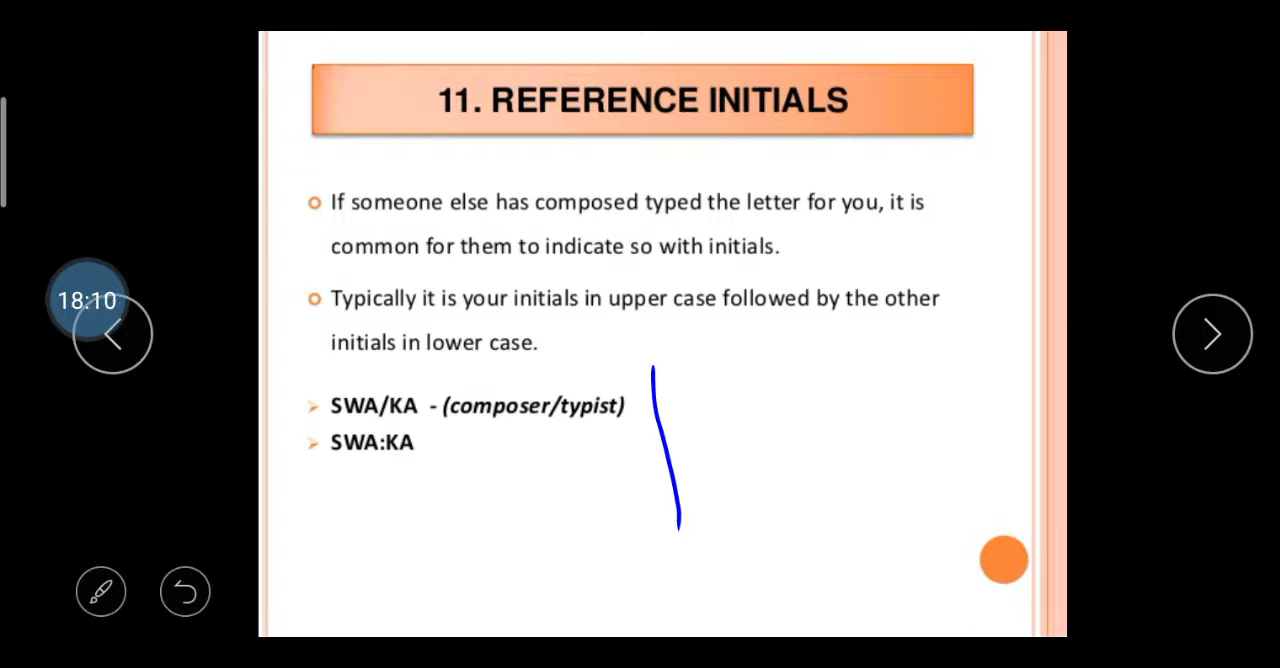 11. REFERENCE INITIALS
If someone else has composed typed the letter for you, it is
common for them to indicate so with initials.
18:10
Typically it is your initials in upper case followed by the other
initials in lower case.
SWA/KA - (composer/typist)
SWA:KA